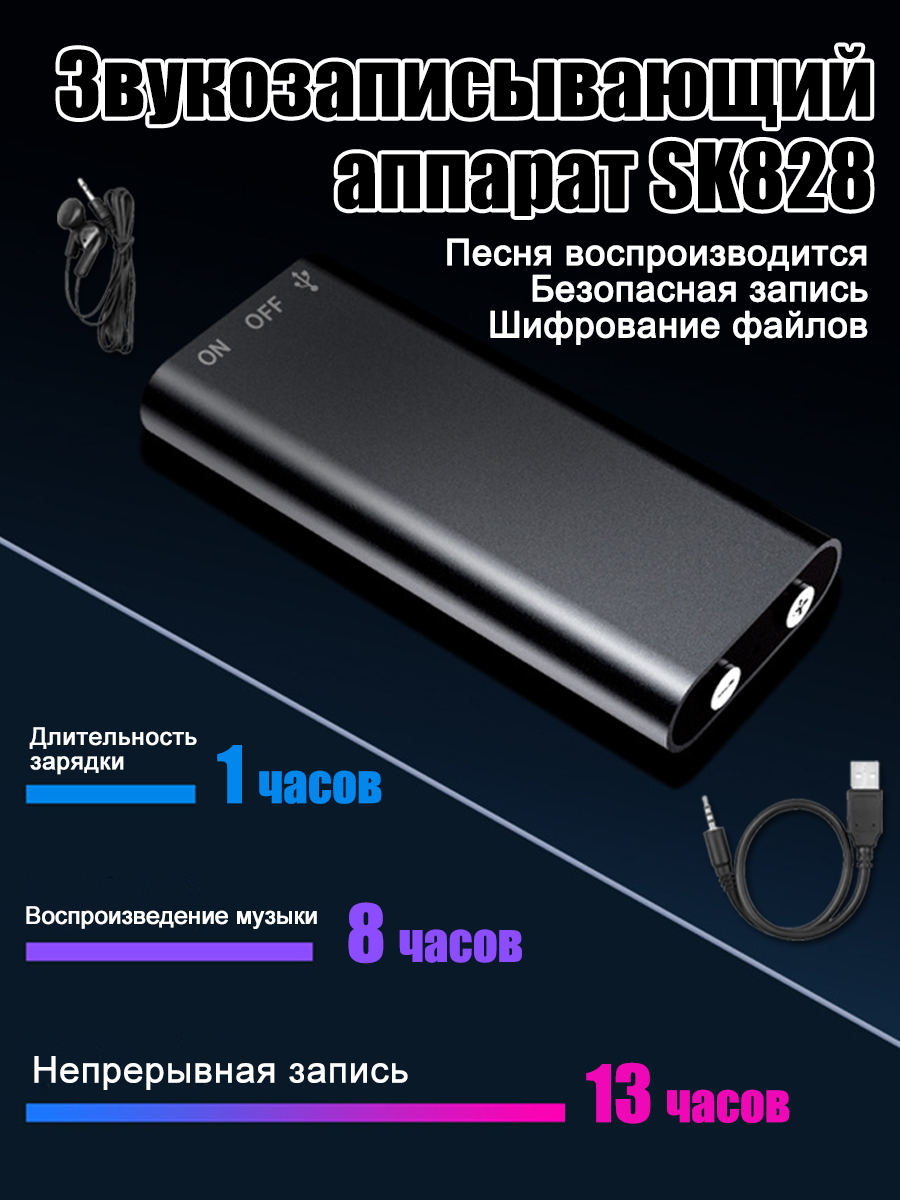 Звукозаписывающий
аппарат SK828
Песня воспроизводится
Безопасная запись
Шифрование файлов
ON OFF
Длительность
зарядки
1 часов
Воспроизведение музыки
8 часов
Непрерывная запись
13 часов